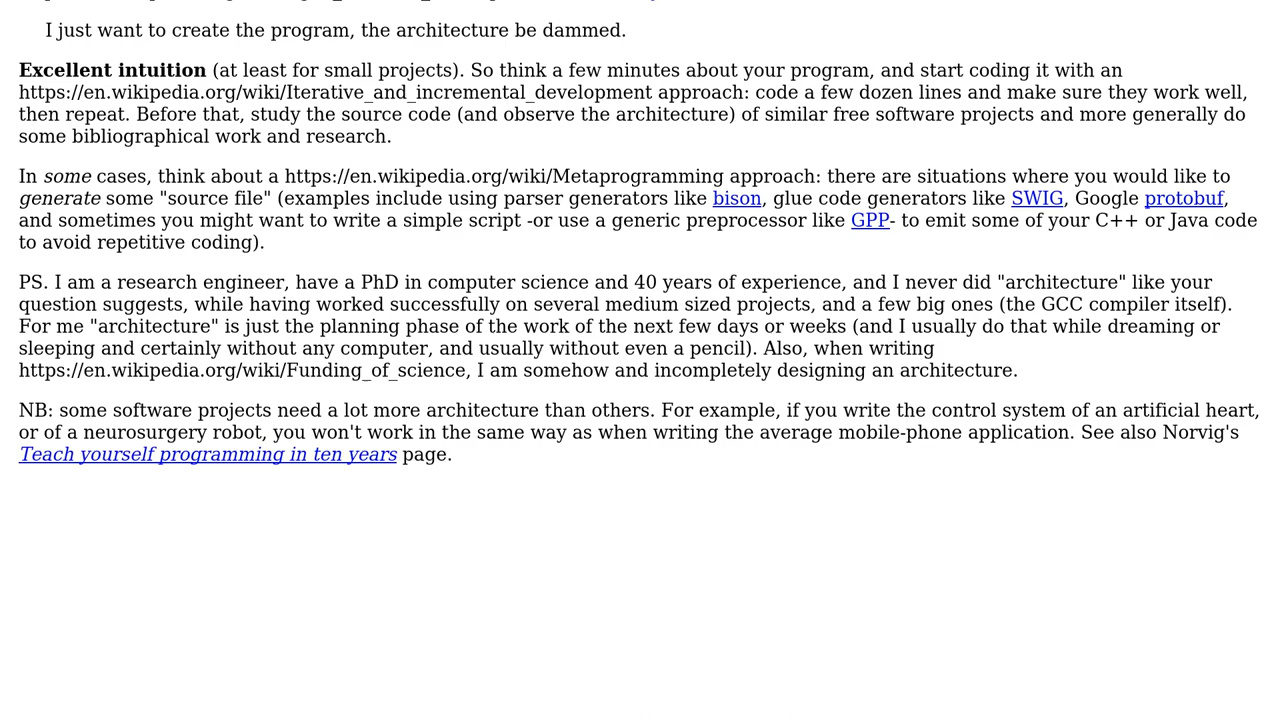 I just want to create the program, the architecture be dammed.
Excellent intuition (at least for small projects). So think a few minutes about your program, and start coding it with an
https://en.wikipedia.org/wiki/Iterative_and_incremental_development approach: code a few dozen lines and make sure they work well,
then repeat. Before that, study the source code (and observe the architecture) of similar free software projects and more generally do
some bibliographical work and research.
In some cases, think about a https://en.wikipedia.org/wiki/Metaprogramming approach: there are situations where you would like to
generate some "source file" (examples include using parser generators like bison, glue code generators like SWIG, Google protobuf,
and sometimes you might want to write a simple script -or use a generic preprocessor like GPP- to emit some of your C++ or Java code
to avoid repetitive coding).
PS. I am a research engineer, have a PhD in computer science and 40 years of experience, and I never did "architecture" like your
question suggests, while having worked successfully on several medium sized projects, and a few big ones (the GCC compiler itself).
For me "architecture" is just the planning phase of the work of the next few days or weeks (and I usually do that while dreaming or
sleeping and certainly without any computer, and usually without even a pencil). Also, when writing
https://en.wikipedia.org/wiki/Funding_of_science, I am somehow and incompletely designing an architecture.
NB: some software projects need a lot more architecture than others. For example, if you write the control system of an artificial heart,
or of a neurosurgery robot, you won't work in the same way as when writing the average mobile-phone application. See also Norvig's
Teach yourself programming in ten years page.